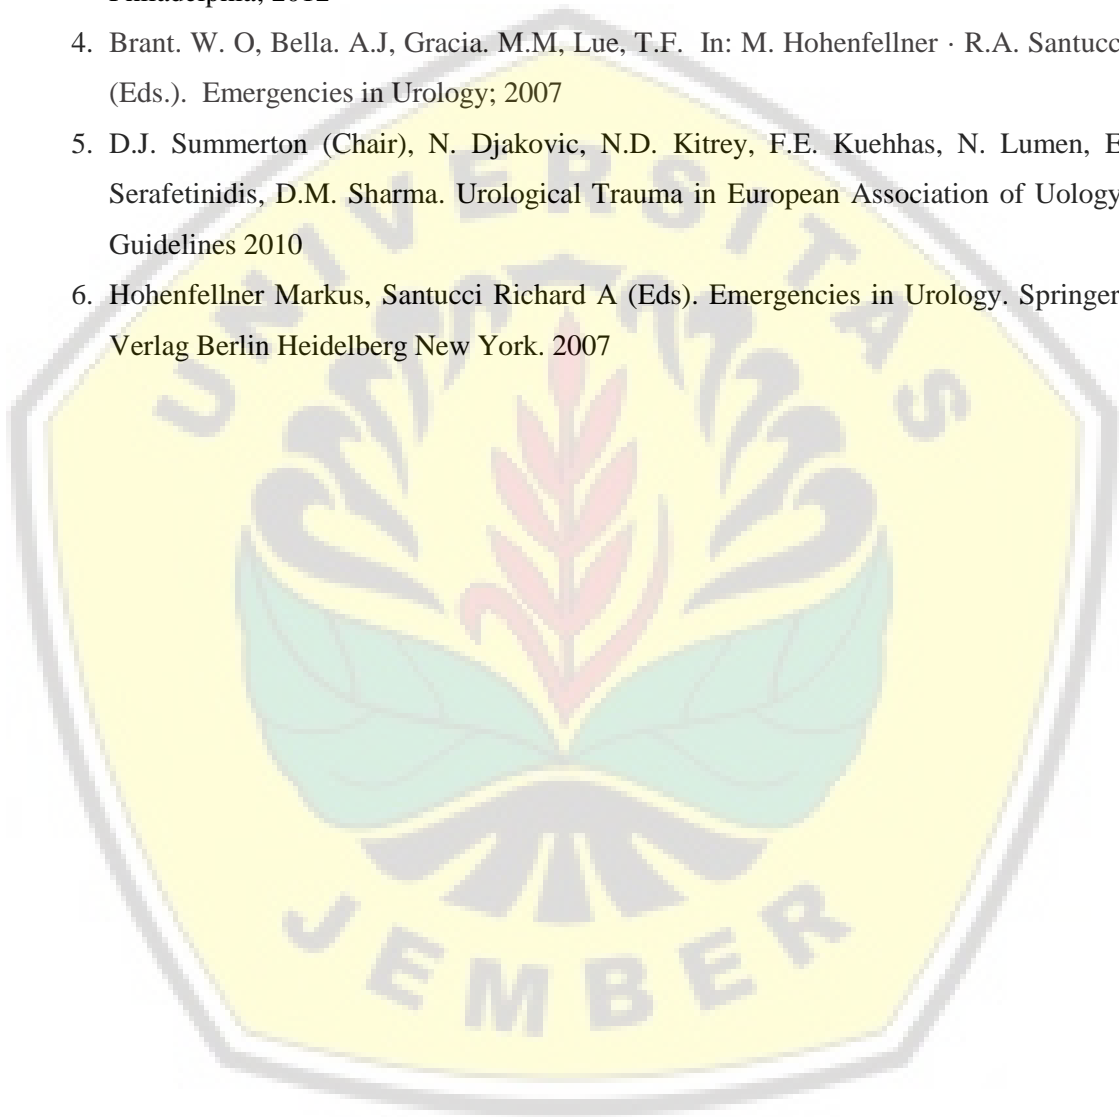 Philadelphia, 2012
4. Brant. W. O, Bella. A.J, Gracia. M.M, Lue, T.F. In: M. Hohenfellner · R.A. Santucc
(Eds.). Emergencies in Urology; 2007
5. D.J. Summerton (Chair), N. Djakovic, N.D. Kitrey, F.E. Kuehhas, N. Lumen, E
Serafetinidis, D.M. Sharma. Urological Trauma in European Association of Uology
Guidelines 2010
6. Hohenfellner Markus, Santucci Richard A (Eds). Emergencies in Urology. Springer
Verlag Berlin Heidelberg New York. 2007
UNIVERSITAS
JEMBER